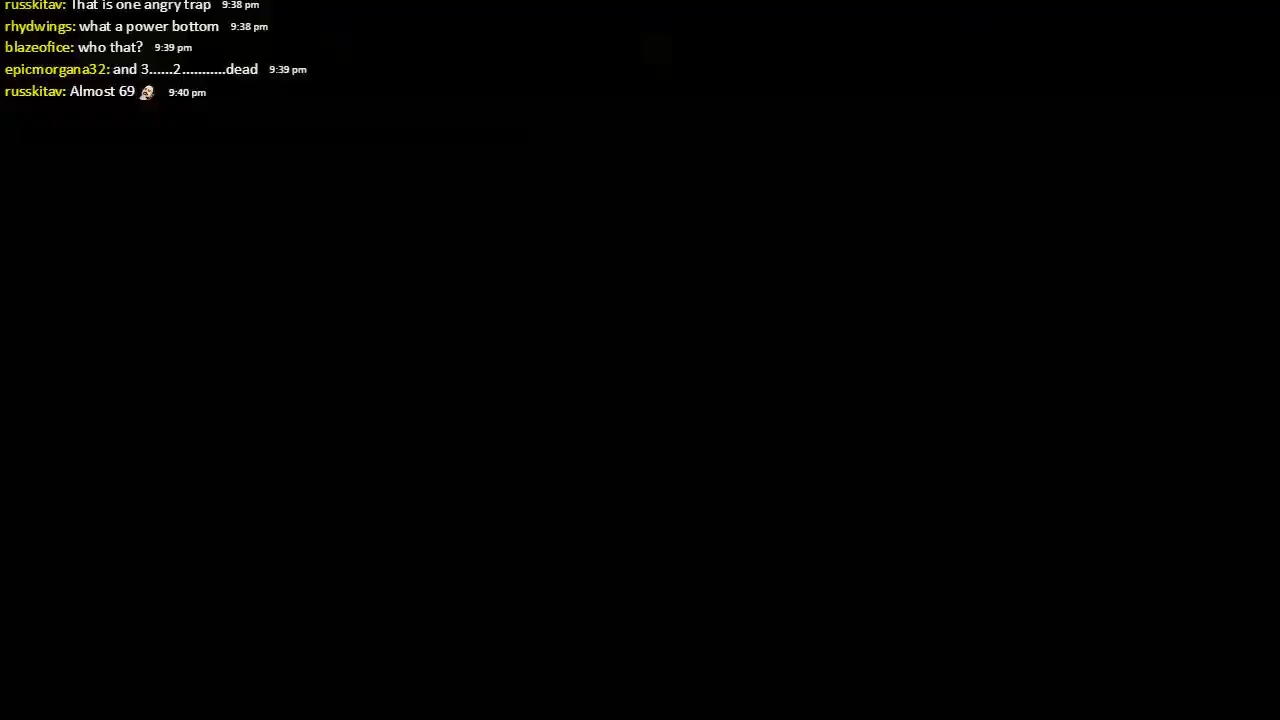 russkitav: That is one angry trap 9:38 pm
rhydwings: what a power bottom 9:38 pm
blazeofice: who that? 9:39 pm
epicmorgana32: and 3......2...........dead 9:39 pm
russkitav: Almost 69 9:40 pm